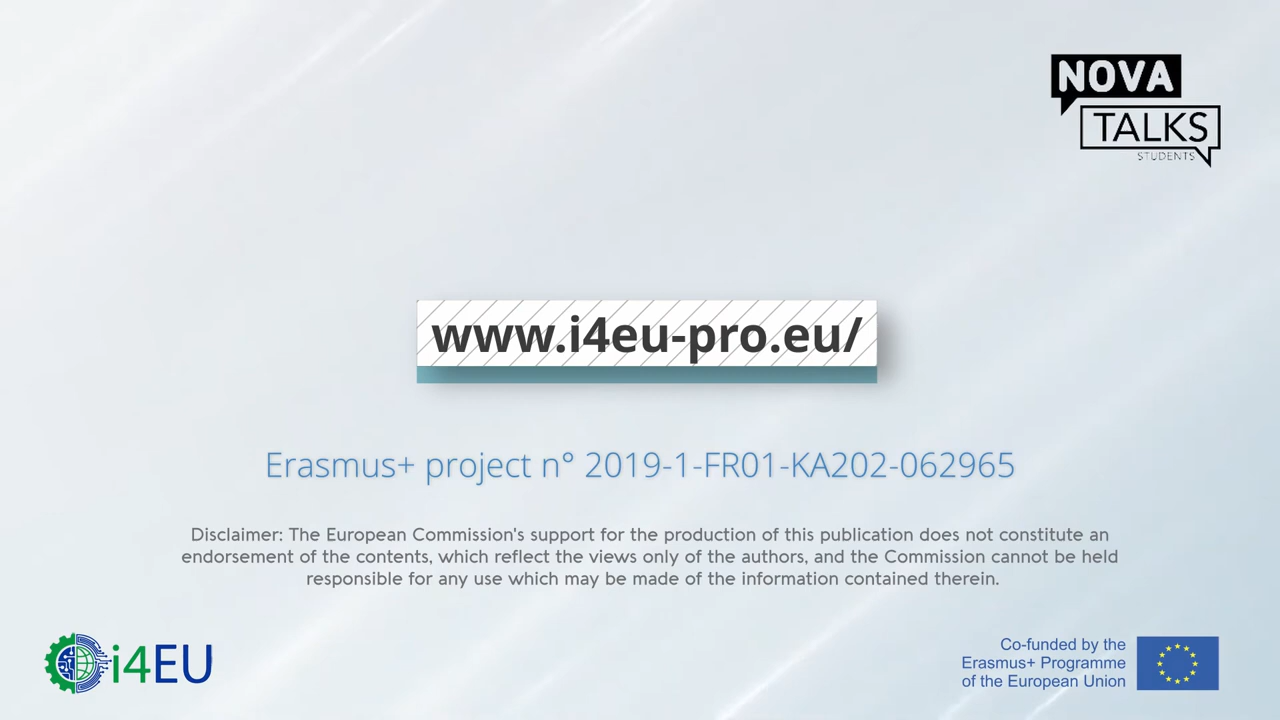 NOVA
TALKS
STUDENTS
www.i4eu-pro.eu/
Erasmus+ project n° 2019-1-FR01-KA202-062965
Disclaimer: The European Commission's support for the production of this publication does not constitute an
endorsement of the contents, which reflect the views only of the authors, and the Commission cannot be held
responsible for any use which may be made of the information contained therein.
i4EU
Co-funded by the
Erasmus+ Programme
of the European Union